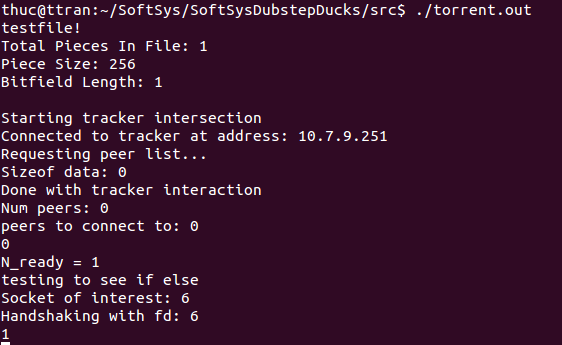 thuc@ttran:~/SoftSys/SoftSysDubstepDucks/src$ ./torrent.out
testfile!
Total Pieces In File: 1
Piece Size: 256
Bitfield Length: 1
Starting tracker intersection
Connected to tracker at address: 10.7.9.251
Requesting peer list...
Sizeof data: 0
Done with tracker interaction
Num peers: 0
peers to connect to: 0
0
N_ready = 1
testing to see if else
Socket of interest: 6
Handshaking with fd: 6
1